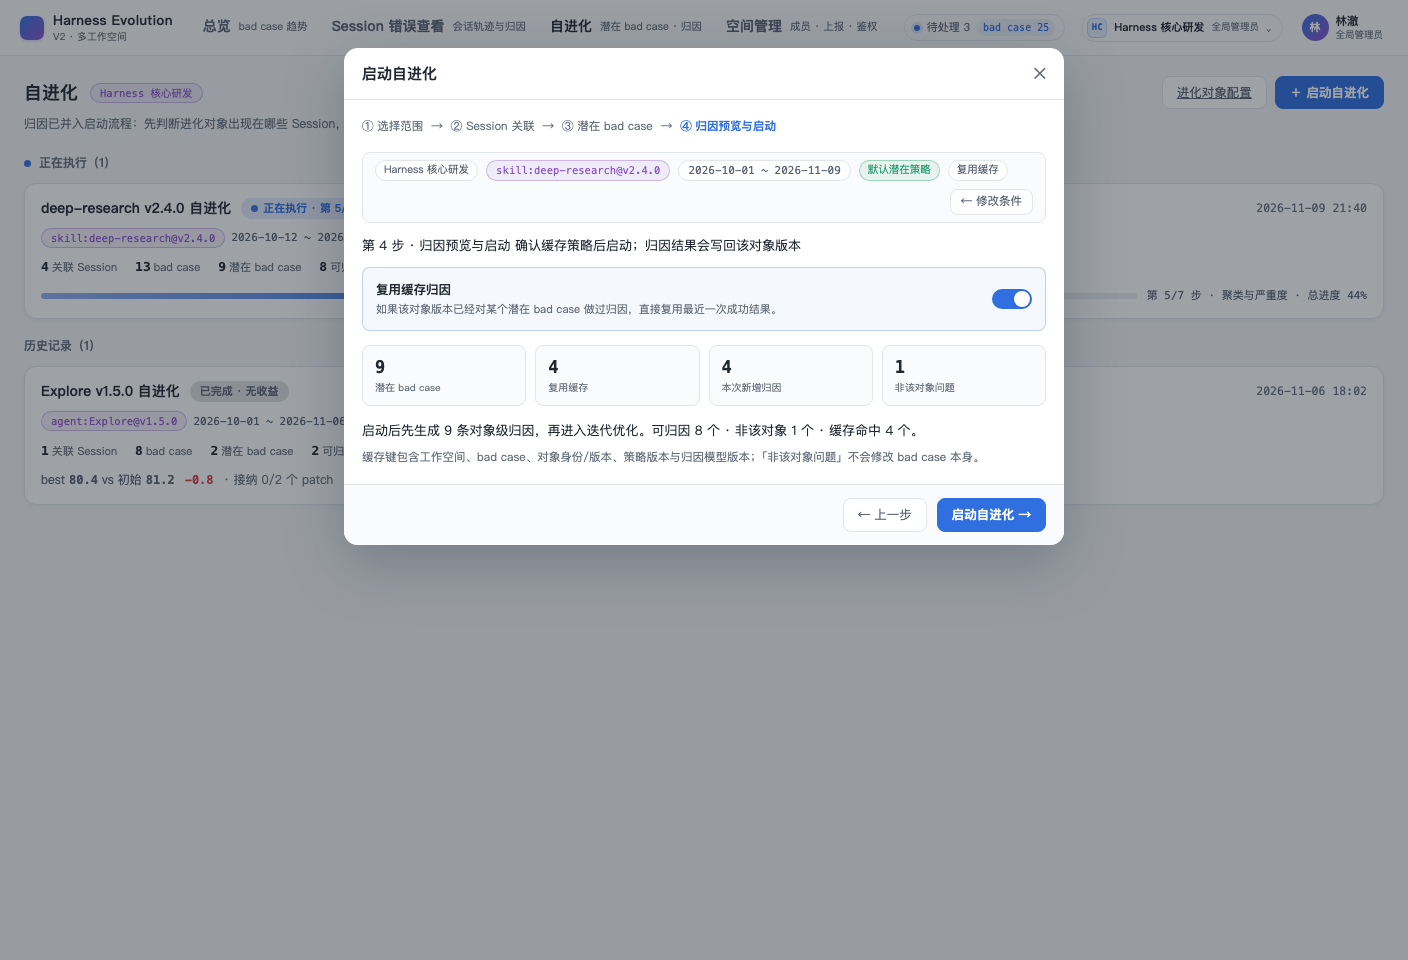 Harness Evolution
V2 · 多工作空间
总览 bad case 趋势
Session 错误查看 会话轨迹与归因
自进化 潜在 bad case · 归因
空间管理 成员 · 上报 · 鉴权
待处理 3 bad case 25
HC Harness 核心研发 全局管理员
林 林澈
全局管理员
自进化 Harness 核心研发
进化对象配置
+ 启动自进化
归因已并入启动流程：先判断进化对象出现在哪些 Session，
正在执行（1）
deep-research v2.4.0 自进化 正在执行 · 第 5/
2026-11-09 21:40
skill:deep-research@v2.4.0 2026-10-12 ~ 2026
4 关联 Session 13 bad case 9 潜在 bad case 8
第 5/7 步 · 聚类与严重度 · 总进度 44%
历史记录（1）
Explore v1.5.0 自进化 已完成 · 无收益
2026-11-06 18:02
agent:Explore@v1.5.0 2026-10-01 ~ 2026-11-06
1 关联 Session 8 bad case 2 潜在 bad case 2 可归
best 80.4 vs 初始 81.2 -0.8 · 接纳 0/2 个 patch
启动自进化
① 选择范围 → ② Session 关联 → ③ 潜在 bad case → ④ 归因预览与启动
Harness 核心研发 skill:deep-research@v2.4.0 2026-10-01 ~ 2026-11-09 默认潜在策略 复用缓存
← 修改条件
第 4 步 · 归因预览与启动 确认缓存策略后启动；归因结果会写回该对象版本
复用缓存归因
如果该对象版本已经对某个潜在 bad case 做过归因，直接复用最近一次成功结果。
9
潜在 bad case
4
复用缓存
4
本次新增归因
1
非该对象问题
启动后先生成 9 条对象级归因，再进入迭代优化。可归因 8 个 · 非该对象 1 个 · 缓存命中 4 个。
缓存键包含工作空间、bad case、对象身份/版本、策略版本与归因模型版本；「非该对象问题」不会修改 bad case 本身。
← 上一步
启动自进化 →